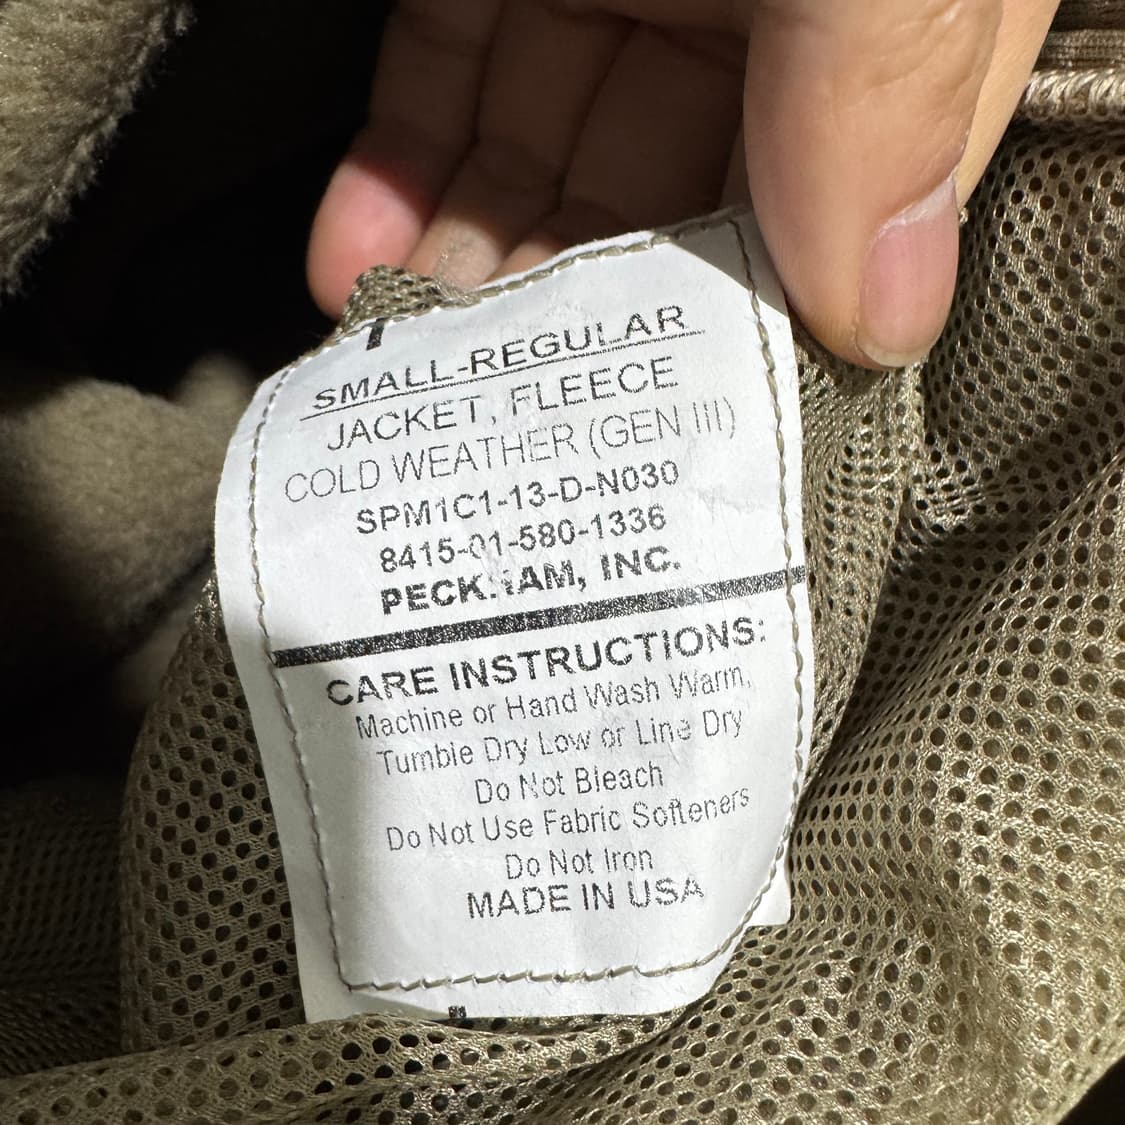 SMALL-REGULAR
JACKET, FLEECE
COLD WEATHER (GEN III)
SPM1C1-13-D-N030
8415-01-580-1336
PECKHAM, INC.
CARE INSTRUCTIONS:
Machine or Hand Wash Warm,
Tumble Dry Low or Line Dry
Do Not Bleach
Do Not Use Fabric Softeners
Do Not Iron
MADE IN USA